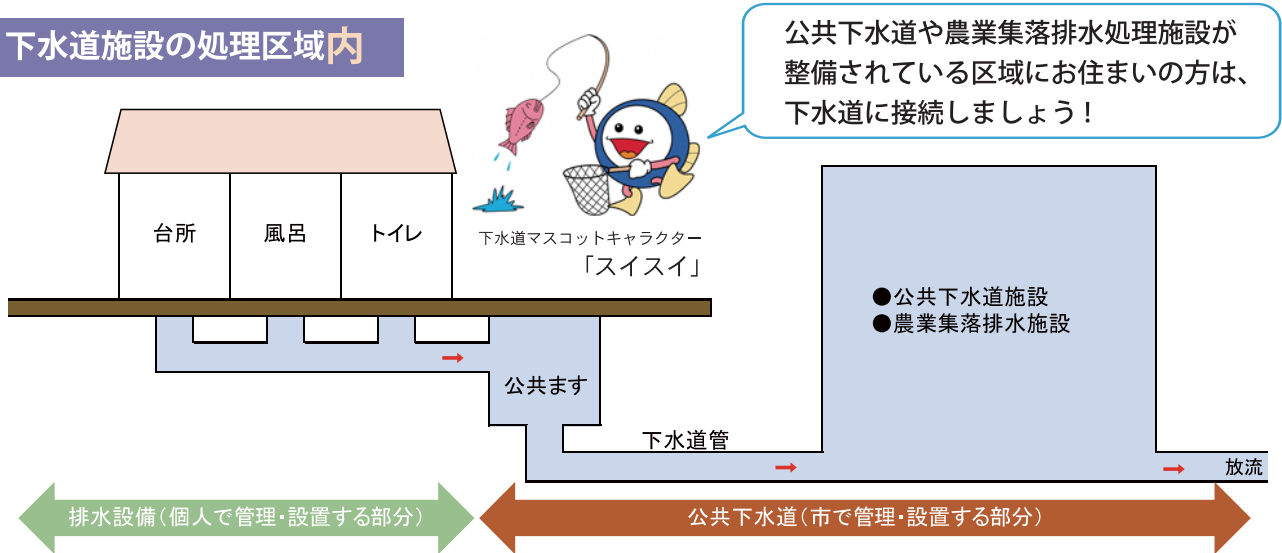 下水道施設の処理区域内
公共下水道や農業集落排水処理施設が
整備されている区域にお住まいの方は、
下水道に接続しましょう！
台所
風呂
トイレ
下水道マスコットキャラクター
「スイスイ」
●公共下水道施設
●農業集落排水施設
公共ます
下水道管
放流
排水設備（個人で管理・設置する部分）
公共下水道（市で管理・設置する部分）